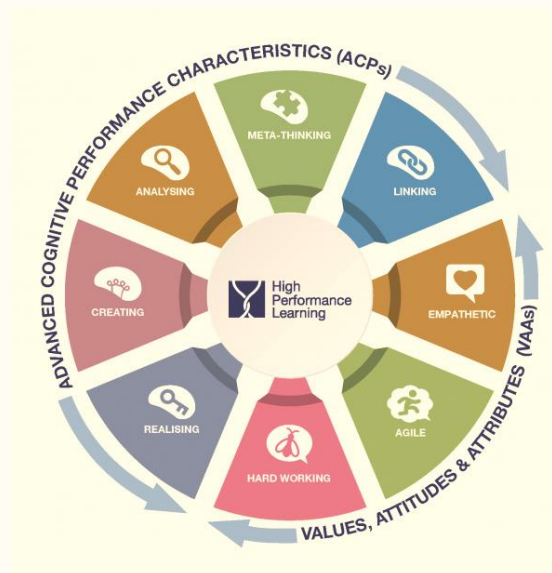 ADVANCED COGNITIVE PERFORMANCE CHARACTERISTICS (ACPs)
META-THINKING
LINKING
EMPATHETIC
AGILE
HARD WORKING
REALISING
CREATING
ANALYSING
High
Performance
Learning
VALUES, ATTITUDES & ATTRIBUTES (VAAs)